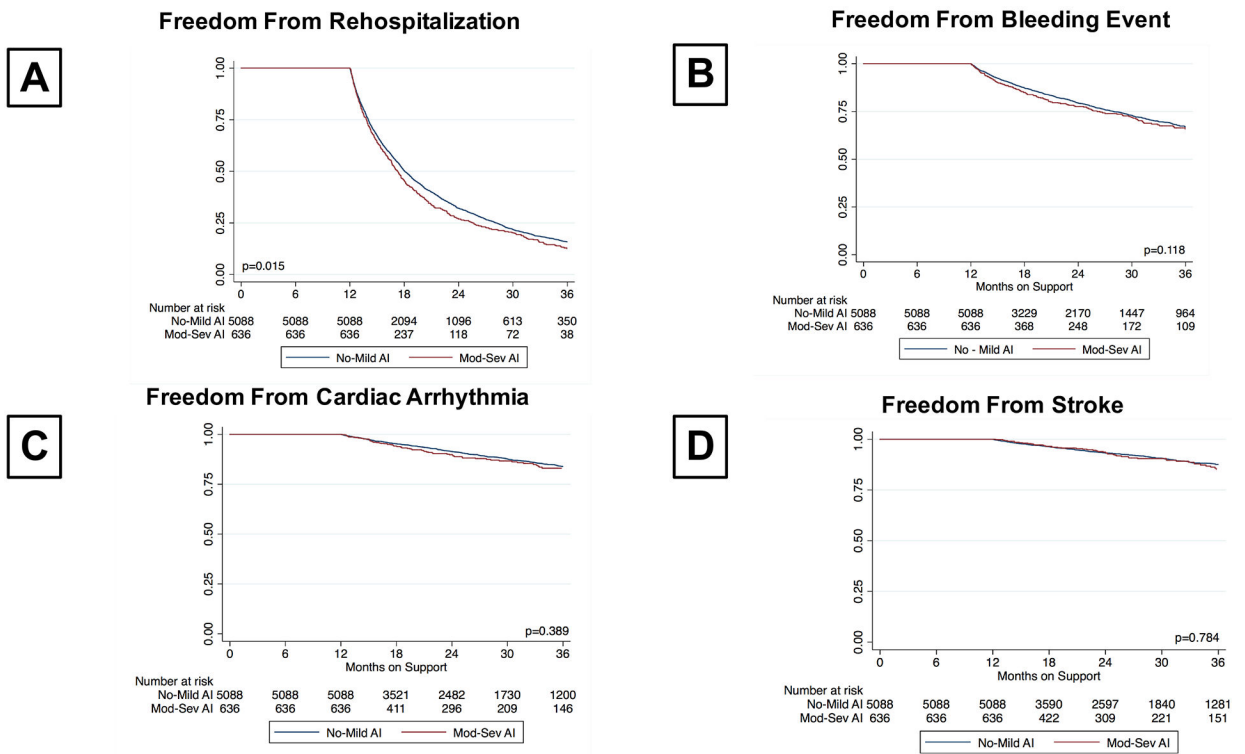 Freedom From Rehospitalization
A
1.00
0.75
0.50
0.25
0.00
p=0.015
0 6 12 18 24 30 36
Number at risk
No-Mild AI 5088 5088 5088 2094 1096 613 350
Mod-Sev AI 636 636 636 237 118 72 38
No-Mild AI Mod-Sev AI
Freedom From Bleeding Event
B
1.00
0.75
0.50
0.25
0.00
p=0.118
0 6 12 18 24 30 36
Months on Support
Number at risk
No-Mild AI 5088 5088 5088 3229 2170 1447 964
Mod-Sev AI 636 636 636 368 248 172 109
No - Mild AI Mod-Sev AI
Freedom From Cardiac Arrhythmia
C
1.00
0.75
0.50
0.25
0.00
p=0.389
0 6 12 18 24 30 36
Months on Support
Number at risk
No-Mild AI 5088 5088 5088 3521 2482 1730 1200
Mod-Sev AI 636 636 636 411 296 209 146
No-Mild AI Mod-Sev AI
Freedom From Stroke
D
1.00
0.75
0.50
0.25
0.00
p=0.784
0 6 12 18 24 30 36
Months on Support
Number at risk
No-Mild AI 5088 5088 5088 3590 2597 1840 1281
Mod-Sev AI 636 636 636 422 309 221 151
No-Mild AI Mod-Sev AI